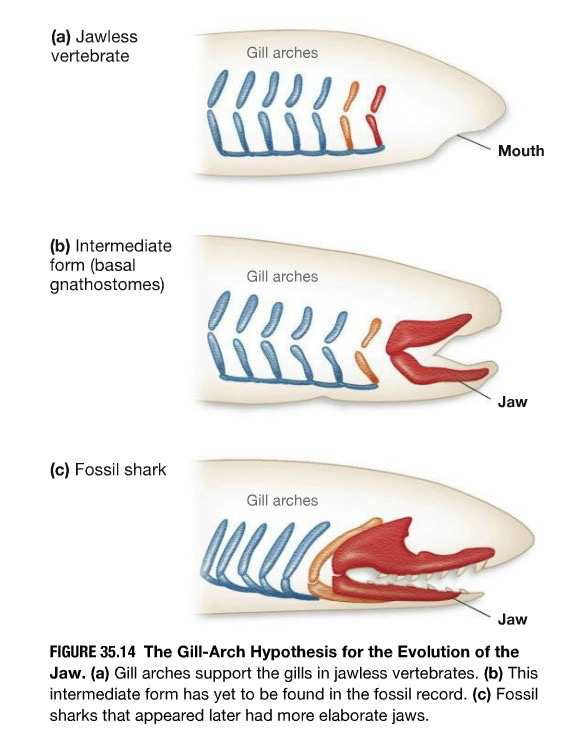 (a) Jawless
vertebrate
Gill arches
Mouth
(b) Intermediate
form (basal
gnathostomes)
Gill arches
Jaw
(c) Fossil shark
Gill arches
Jaw
FIGURE 35.14 The Gill-Arch Hypothesis for the Evolution of the
Jaw. (a) Gill arches support the gills in jawless vertebrates. (b) This
intermediate form has yet to be found in the fossil record. (c) Fossil
sharks that appeared later had more elaborate jaws.